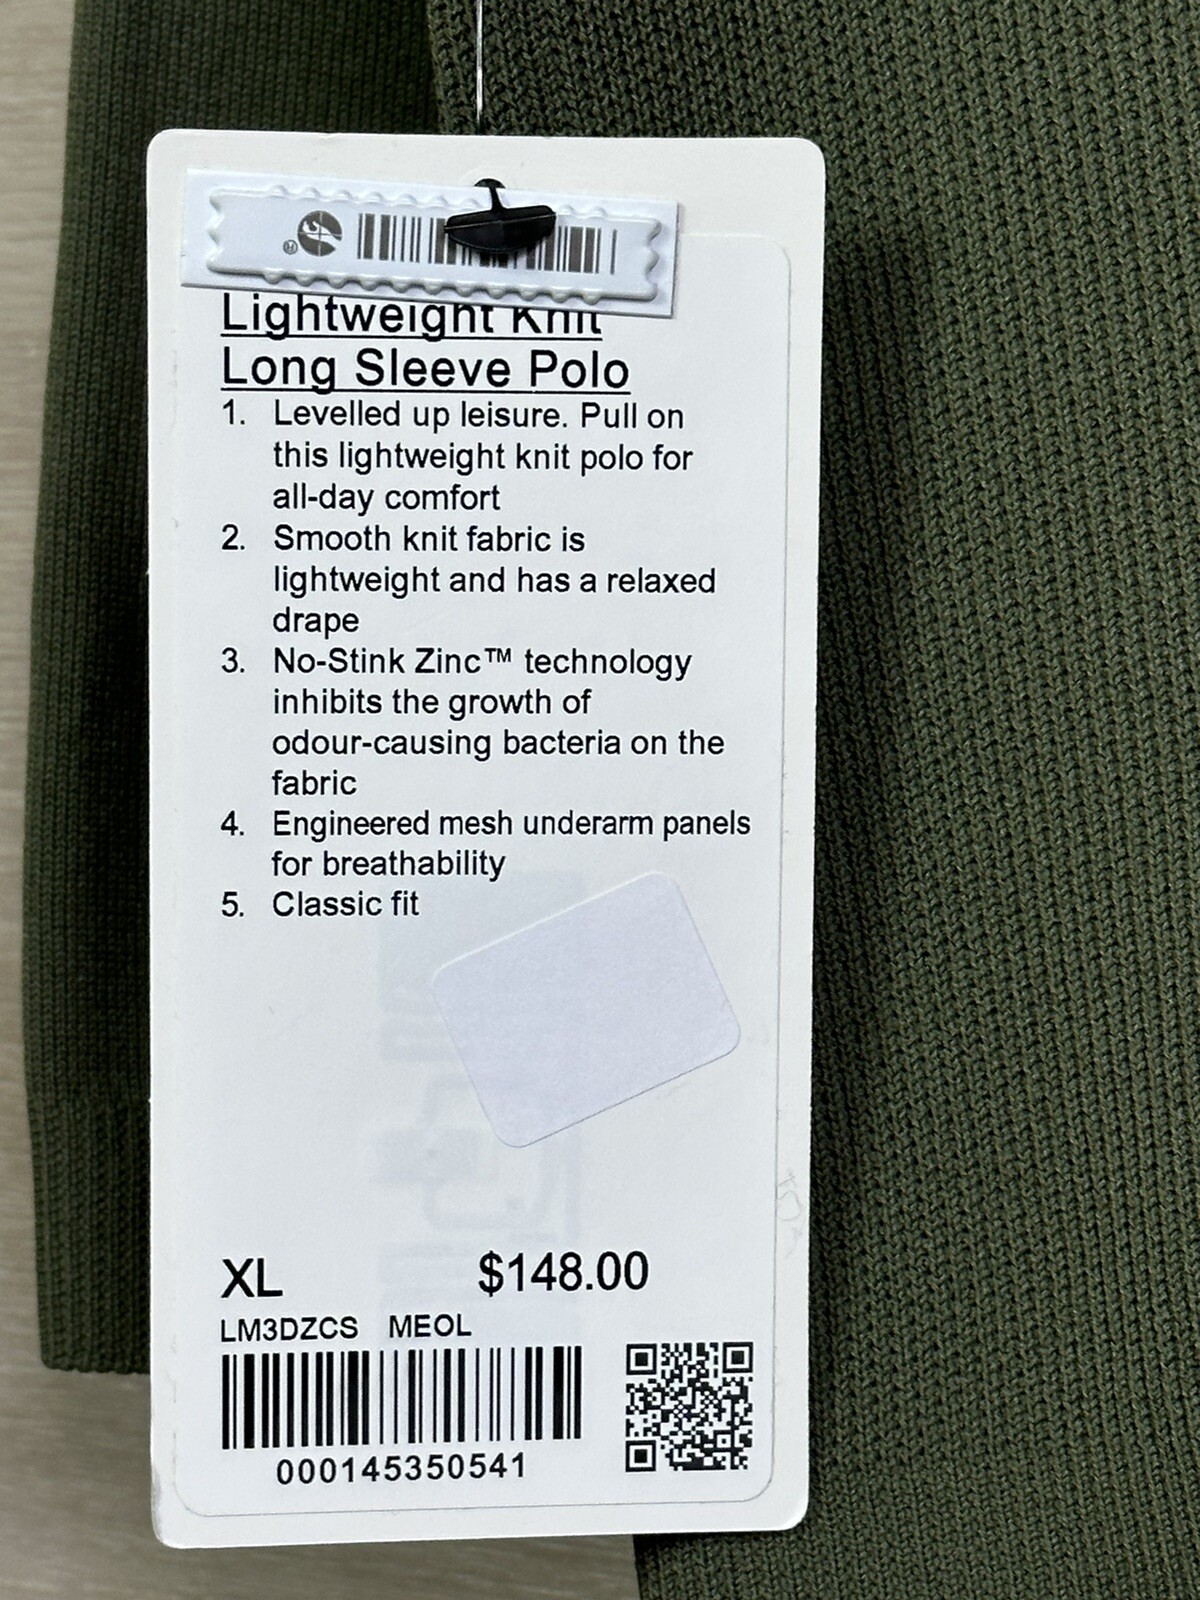 Lightweight Knit
Long Sleeve Polo
1. Levelled up leisure. Pull on
this lightweight knit polo for
all-day comfort
2. Smooth knit fabric is
lightweight and has a relaxed
drape
3. No-Stink Zinc™ technology
inhibits the growth of
odour-causing bacteria on the
fabric
4. Engineered mesh underarm panels
for breathability
5. Classic fit
XL $148.00
LM3DZCS MEOL
000145350541